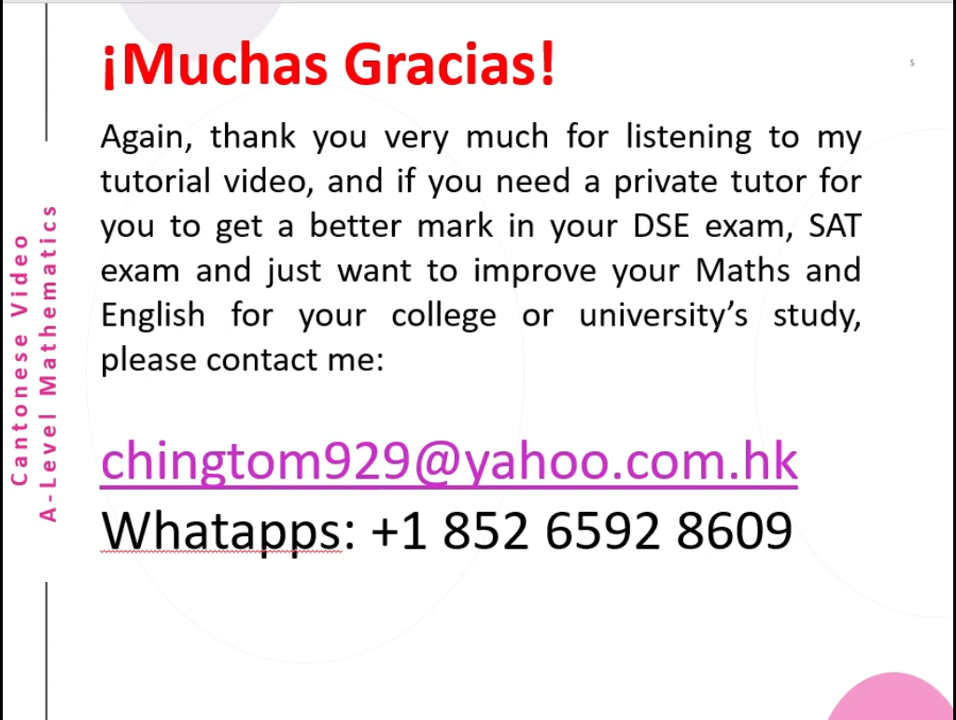 ¡Muchas Gracias!
5
Again, thank you very much for listening to my
tutorial video, and if you need a private tutor for
you to get a better mark in your DSE exam, SAT
exam and just want to improve your Maths and
English for your college or university’s study,
please contact me:
chingtom929@yahoo.com.hk
Whatapps: +1 852 6592 8609
Cantonese Video
A-Level Mathematics